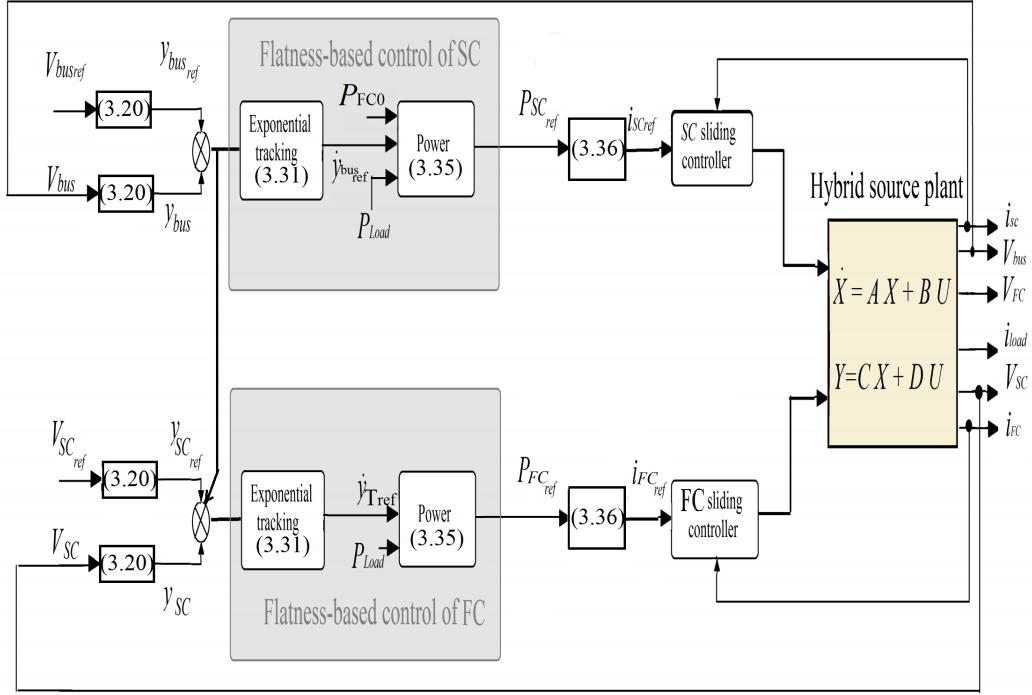 Flatness-based control of SC
V_bus_ref
y_bus_ref
(3.20)
V_bus
(3.20)
y_bus
Exponential
tracking
(3.31)
P_FC0
ẏ_bus_ref
P_Load
Power
(3.35)
P_SC_ref
(3.36)
i_SCref
SC sliding
controller
Hybrid source plant
Ẋ = A X + B U
Y=C X + D U
i_sc
V_bus
V_FC
i_load
V_SC
i_FC
V_SC_ref
y_SC_ref
(3.20)
V_SC
(3.20)
y_SC
Exponential
tracking
(3.31)
ẏ_Tref
P_Load
Power
(3.35)
P_FC_ref
(3.36)
i_FC_ref
FC sliding
controller
Flatness-based control of FC